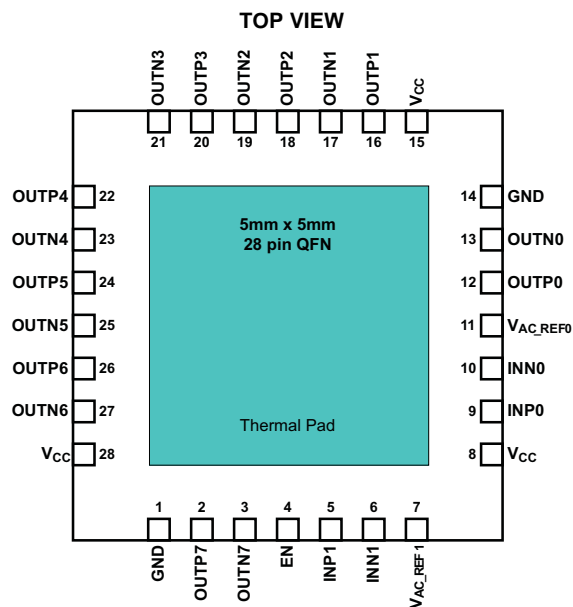 TOP VIEW
OUTN3
OUTP3
OUTN2
OUTP2
OUTN1
OUTP1
VCC
21
20
19
18
17
16
15
OUTP4 22
OUTN4 23
OUTP5 24
OUTN5 25
OUTP6 26
OUTN6 27
VCC 28
5mm x 5mm
28 pin QFN
Thermal Pad
14 GND
13 OUTN0
12 OUTP0
11 VAC_REF0
10 INN0
9 INP0
8 VCC
1
2
3
4
5
6
7
GND
OUTP7
OUTN7
EN
INP1
INN1
VAC_REF1